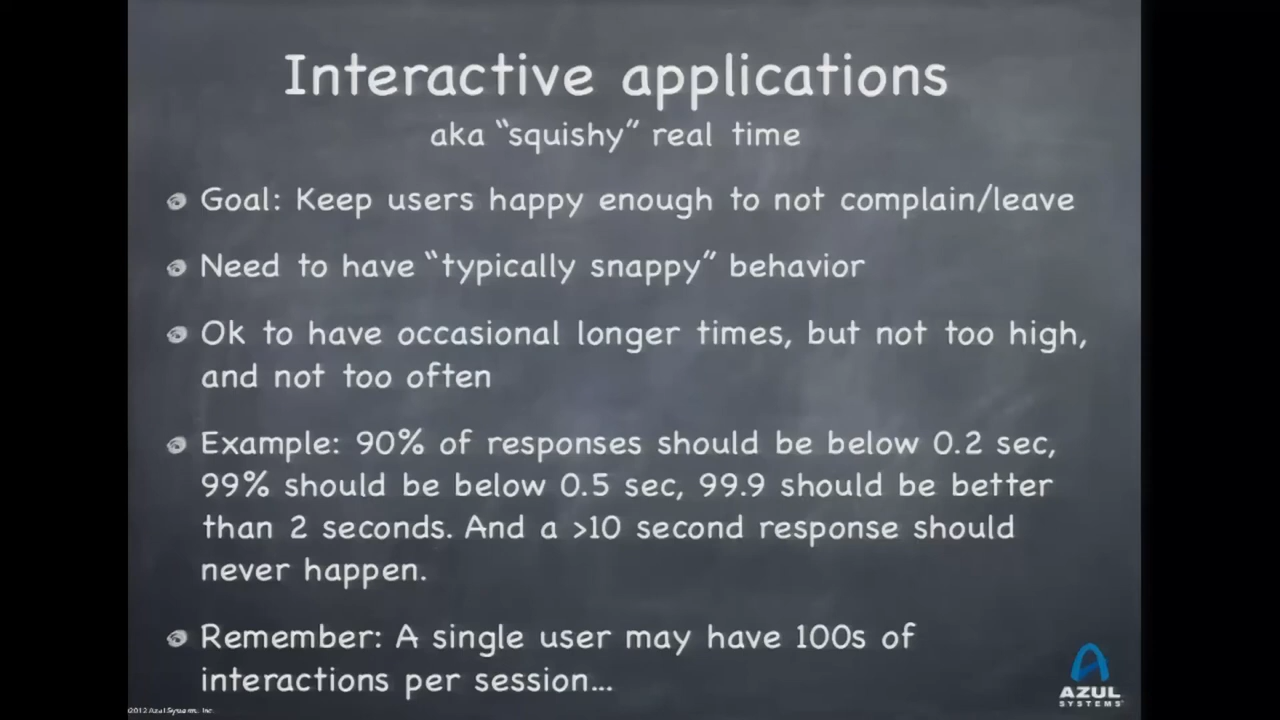 Interactive applications
aka “squishy” real time
Goal: Keep users happy enough to not complain/leave
Need to have “typically snappy” behavior
Ok to have occasional longer times, but not too high,
and not too often
Example: 90% of responses should be below 0.2 sec,
99% should be below 0.5 sec, 99.9 should be better
than 2 seconds. And a >10 second response should
never happen.
Remember: A single user may have 100s of
interactions per session...
AZUL
SYSTEMS
©2012 Azul Systems, Inc.